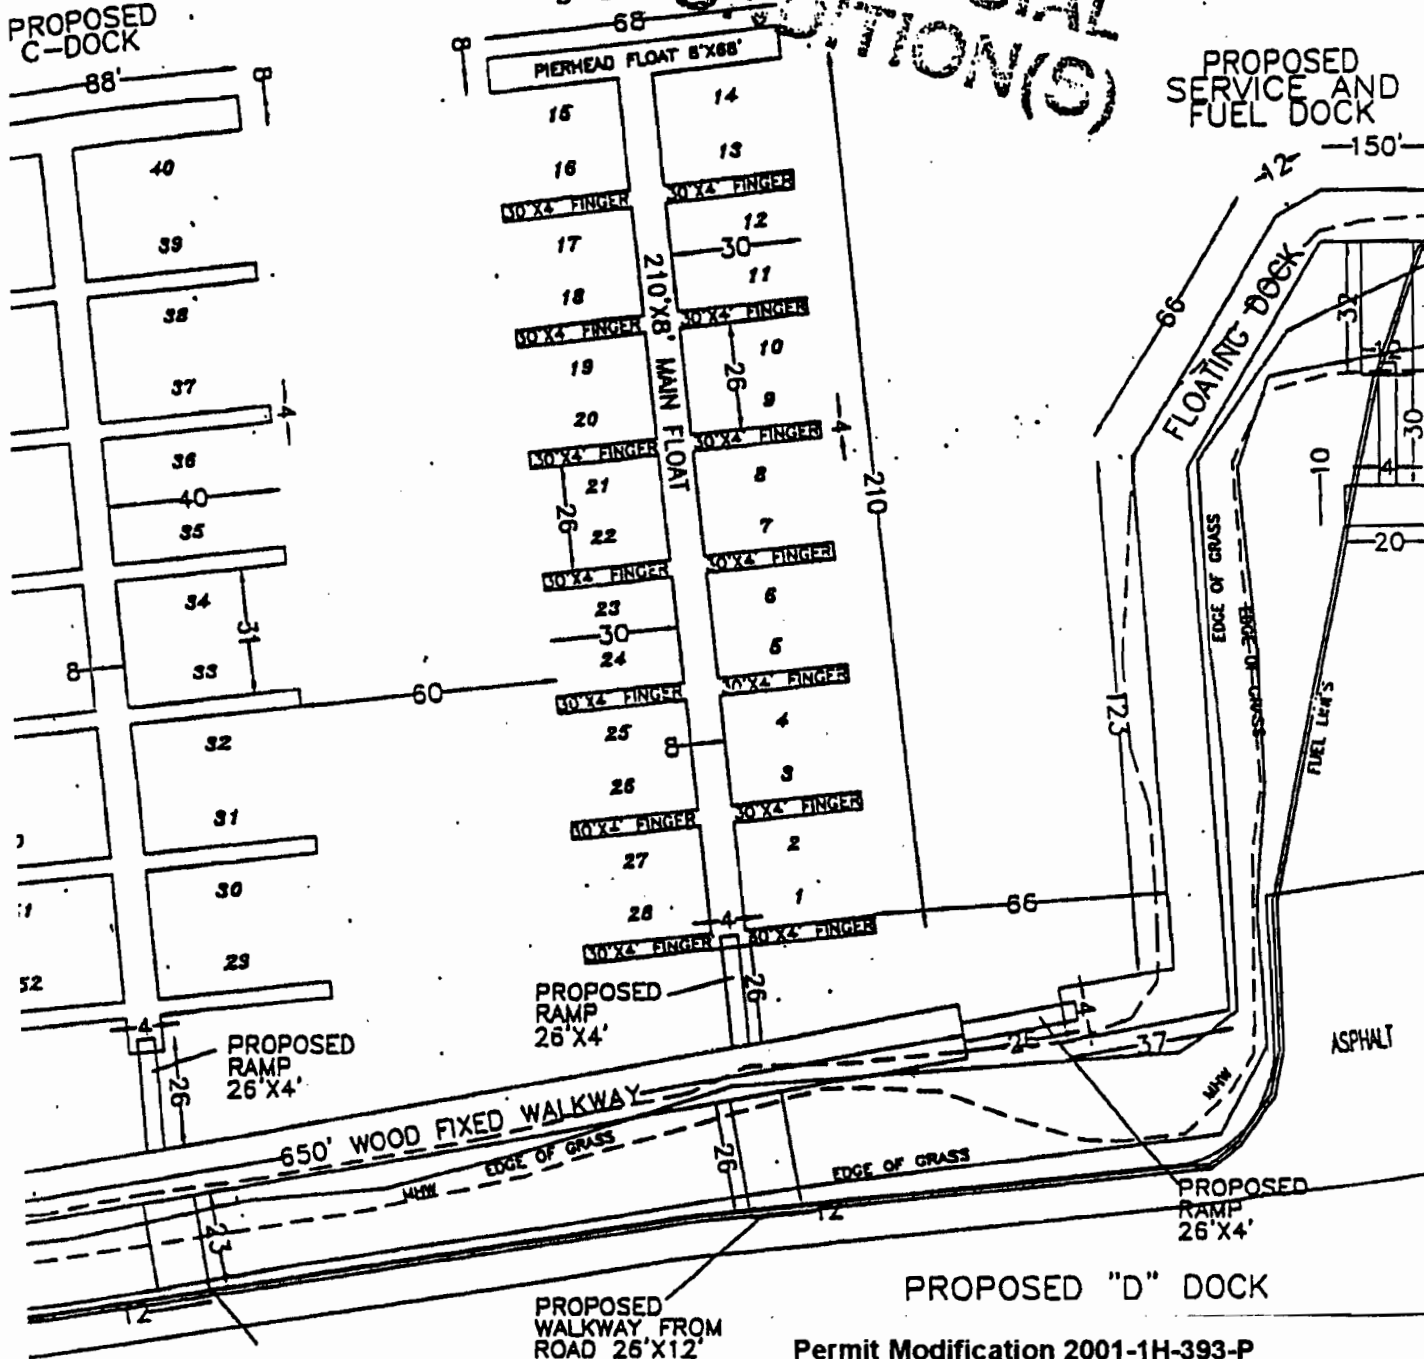 PROPOSED
C-DOCK
88'
8
8
68
PIERHEAD FLOAT 8'X68'
PROPOSED
SERVICE AND
FUEL DOCK
150'
12
40
39
38
37
4
36
40
35
34
31
33
8
32
31
30
29
51
52
60
15
16
30'X4' FINGER
17
18
30'X4' FINGER
19
20
30'X4' FINGER
21
26
22
30'X4' FINGER
23
30
24
30'X4' FINGER
25
8
26
30'X4' FINGER
27
28
30'X4' FINGER
210'X8' MAIN FLOAT
14
13
30'X4' FINGER
12
30
11
30'X4' FINGER
10
26
9
30'X4' FINGER
4
8
7
30'X4' FINGER
6
5
30'X4' FINGER
4
3
30'X4' FINGER
2
1
30'X4' FINGER
4
210
66
66
FLOATING DOCK
32
30
10
4
20
123
EDGE OF GRASS
EDGE OF GRASS
PROPOSED
RAMP
26'X4'
26
4
26
PROPOSED
RAMP
26'X4'
26
4
37
ASPHALT
MHW
650' WOOD FIXED WALKWAY
EDGE OF GRASS
MHW
26
EDGE OF GRASS
23
12
12
PROPOSED
RAMP
26'X4'
PROPOSED
WALKWAY FROM
ROAD 26'X12'
PROPOSED "D" DOCK
Permit Modification 2001-1H-393-P